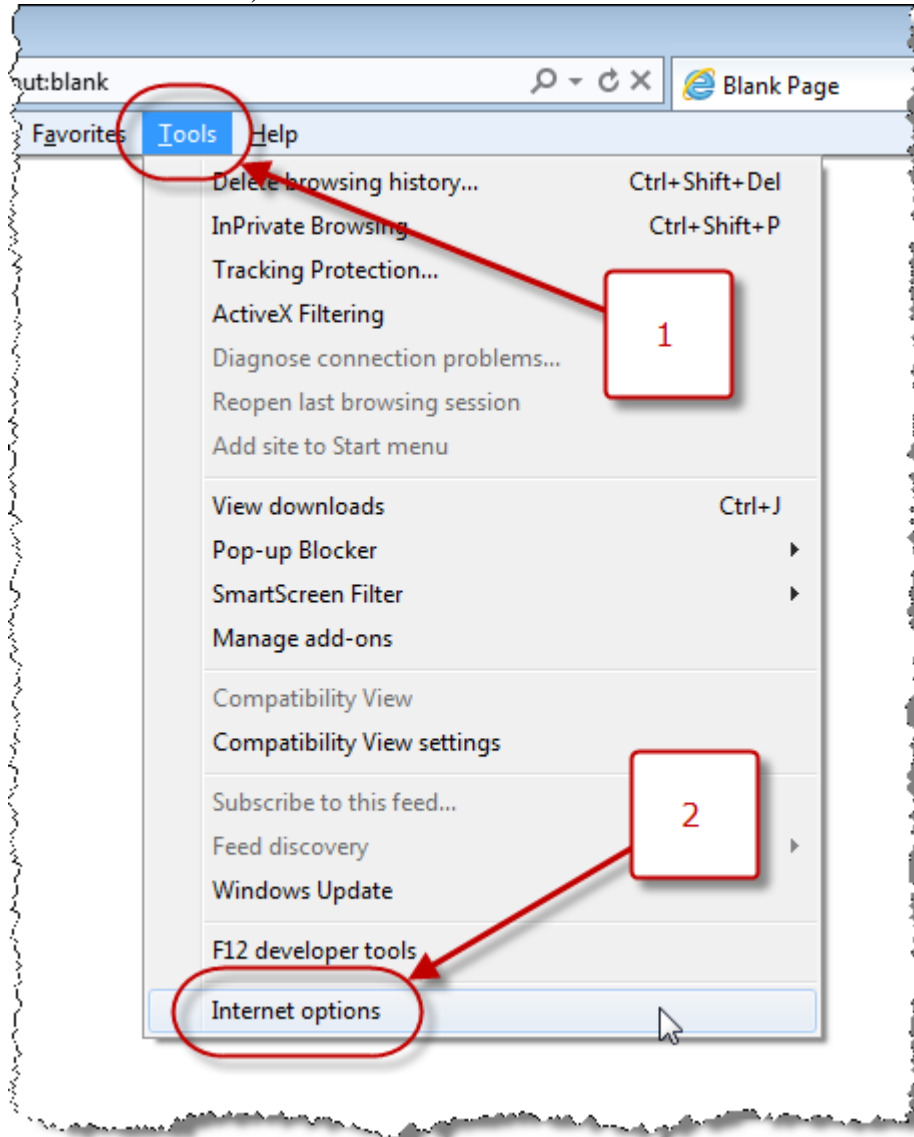 out:blank
Blank Page
Favorites Tools Help
Delete browsing history... Ctrl+Shift+Del
InPrivate Browsing Ctrl+Shift+P
Tracking Protection...
ActiveX Filtering
1
Diagnose connection problems...
Reopen last browsing session
Add site to Start menu
View downloads Ctrl+J
Pop-up Blocker
SmartScreen Filter
Manage add-ons
Compatibility View
Compatibility View settings
Subscribe to this feed...
2
Feed discovery
Windows Update
F12 developer tools
Internet options